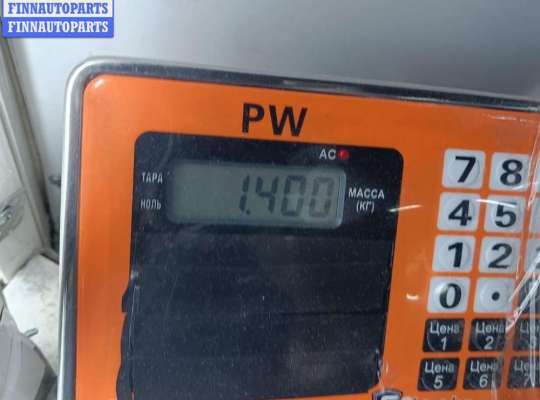 FINNAUTOPARTS
FINNAUTOPARTS
PW
AC
ТАРА
НОЛЬ
1.400
МАССА
(КГ)
7 8
4 5
1 2
0 .
Цена 1
Цена 2
Цена 5
Цена 6